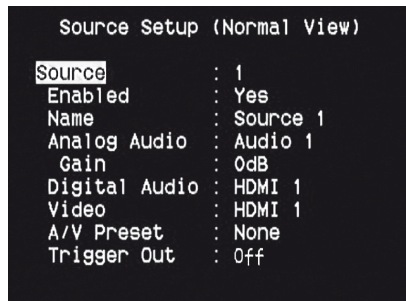 Source Setup (Normal View)
Source : 1
Enabled : Yes
Name : Source 1
Analog Audio : Audio 1
Gain : 0dB
Digital Audio : HDMI 1
Video : HDMI 1
A/V Preset : None
Trigger Out : Off